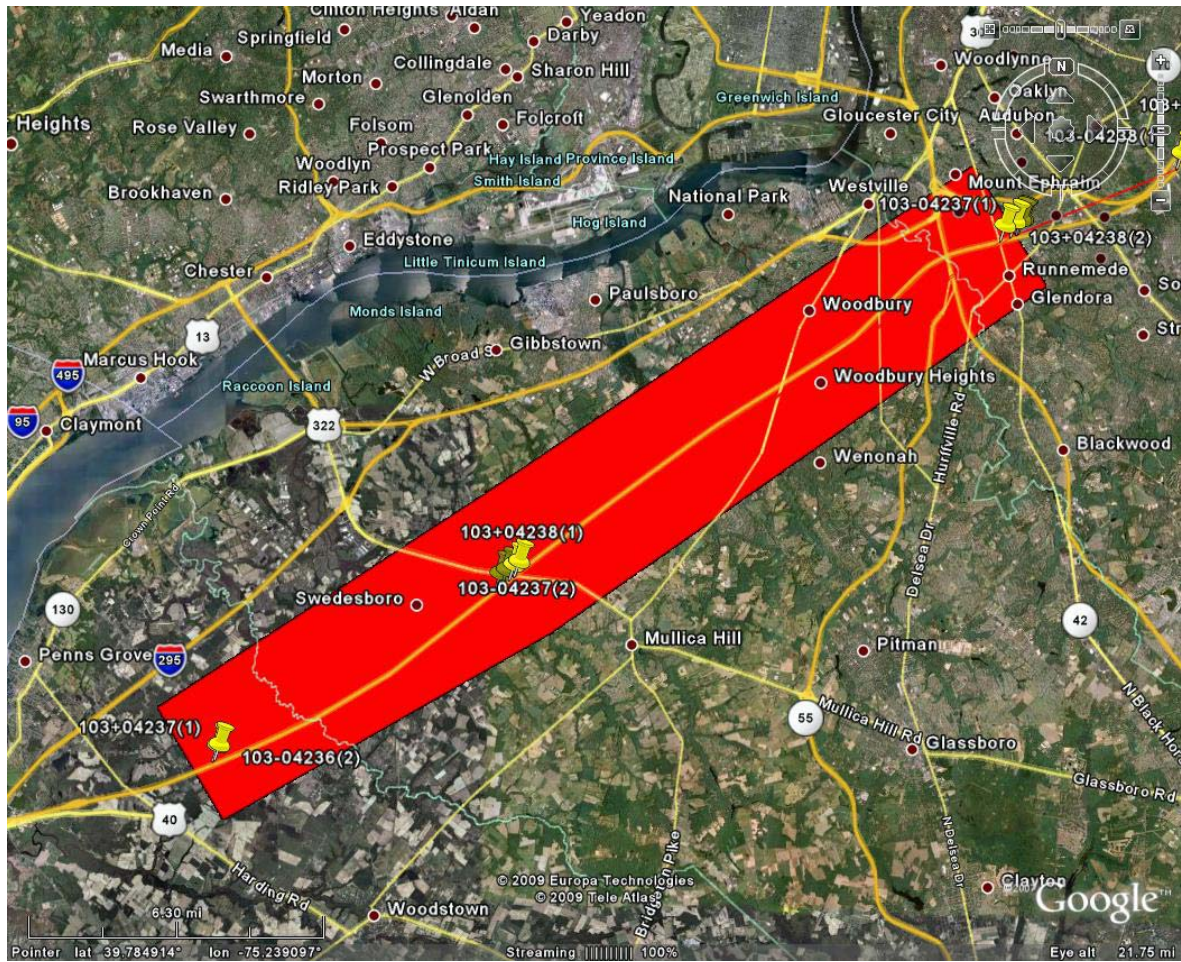 Clifton Heights
Aldan
Yeadon
Springfield
Darby
Media
Collingdale
Sharon Hill
Woodlynne
Morton
Swarthmore
Glenolden
Greenwich Island
Oaklyn
Heights
Rose Valley
Folsom
Folcroft
Gloucester City
Audubon
103-04238(1)
Prospect Park
Hay Island
Province Island
Woodlyn
Smith Island
Ridley Park
Brookhaven
National Park
Westville
Mount Ephraim
103-04237(1)
Hog Island
Eddystone
103+04238(2)
Little Tinicum Island
Chester
Runnemede
Paulsboro
Glendora
Monds Island
Woodbury
13
W Broad S
Gibbstown
495
Marcus Hook
Raccoon Island
Woodbury Heights
95
Claymont
322
Hurffville Rd
Blackwood
Wenonah
Crown Point Rd
103+04238(1)
Delsea Dr
103-04237(2)
Swedesboro
130
42
Mullica Hill
Pitman
Penns Grove
295
55
Mullica Hill Rd
N Black Hor
103+04237(1)
103-04236(2)
Glassboro
Glassboro Rd
40
N Delsea Dr
Harding Rd
© 2009 Europa Technologies
© 2009 Tele Atlas
Clayton
Google™
6.30 mi
Woodstown
Pointer lat 39.784914° lon -75.239097°
Streaming 100%
Eye alt 21.75 mi
N